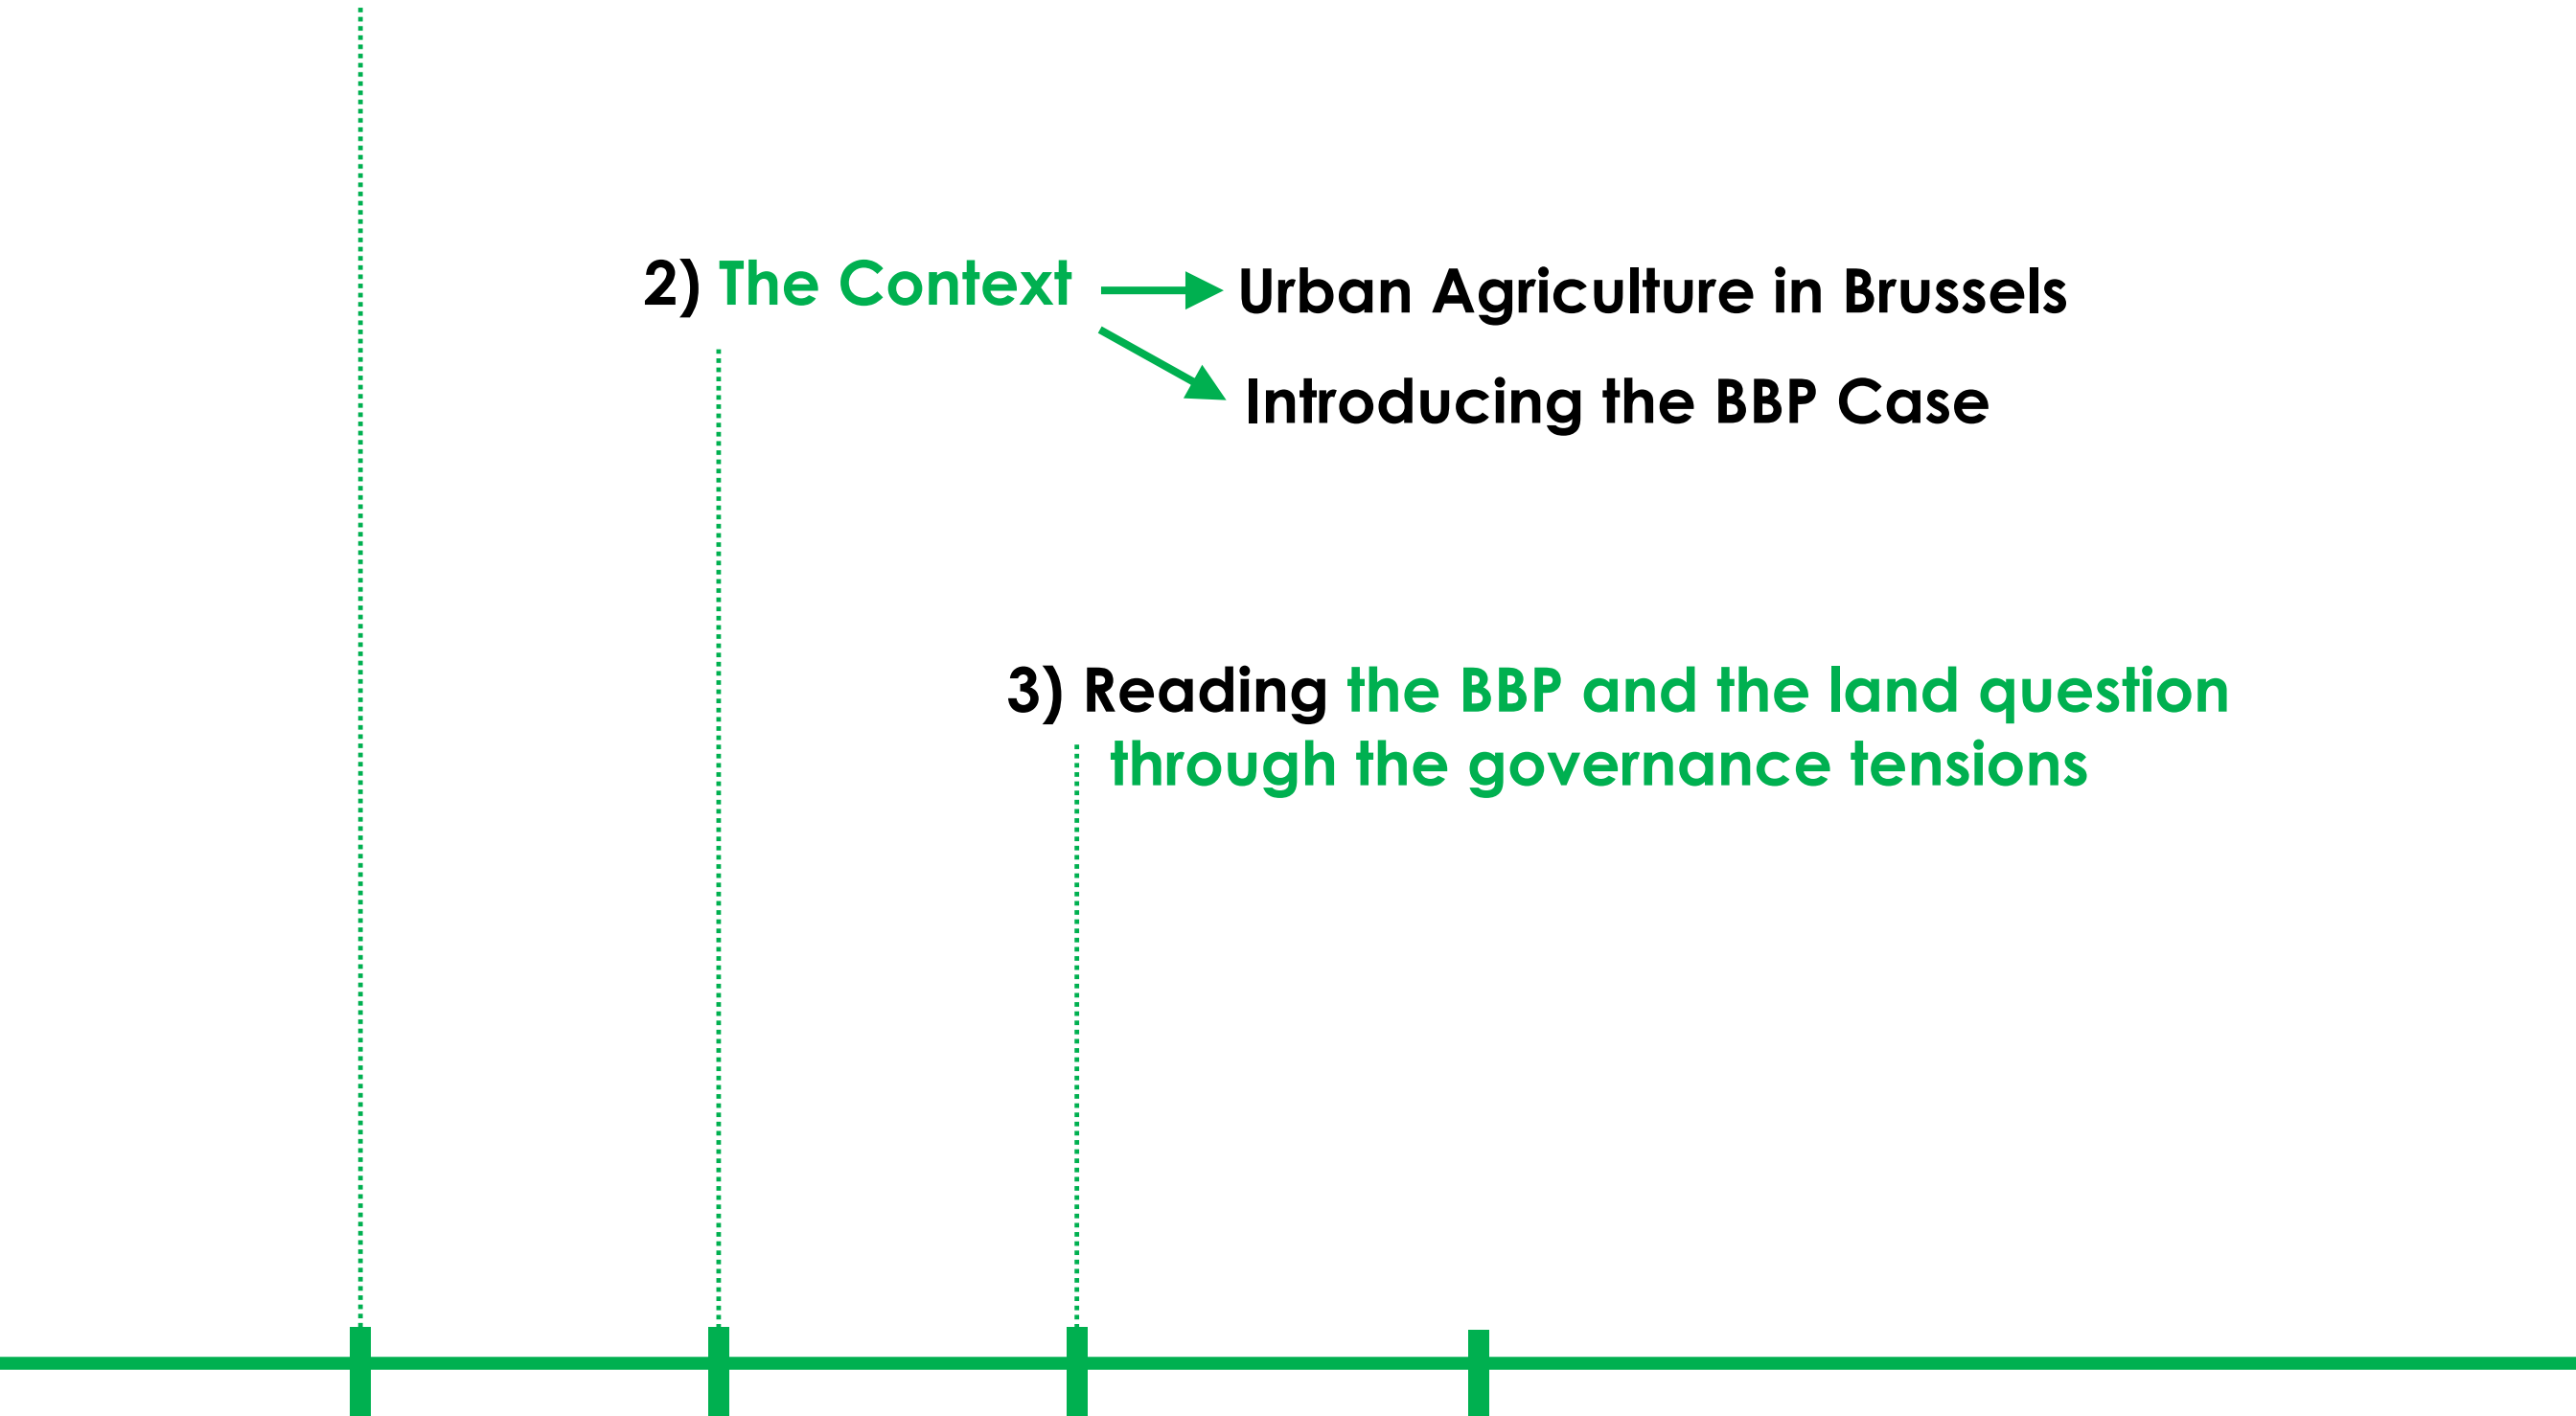 2) The Context
Urban Agriculture in Brussels
Introducing the BBP Case
3) Reading the BBP and the land question
through the governance tensions